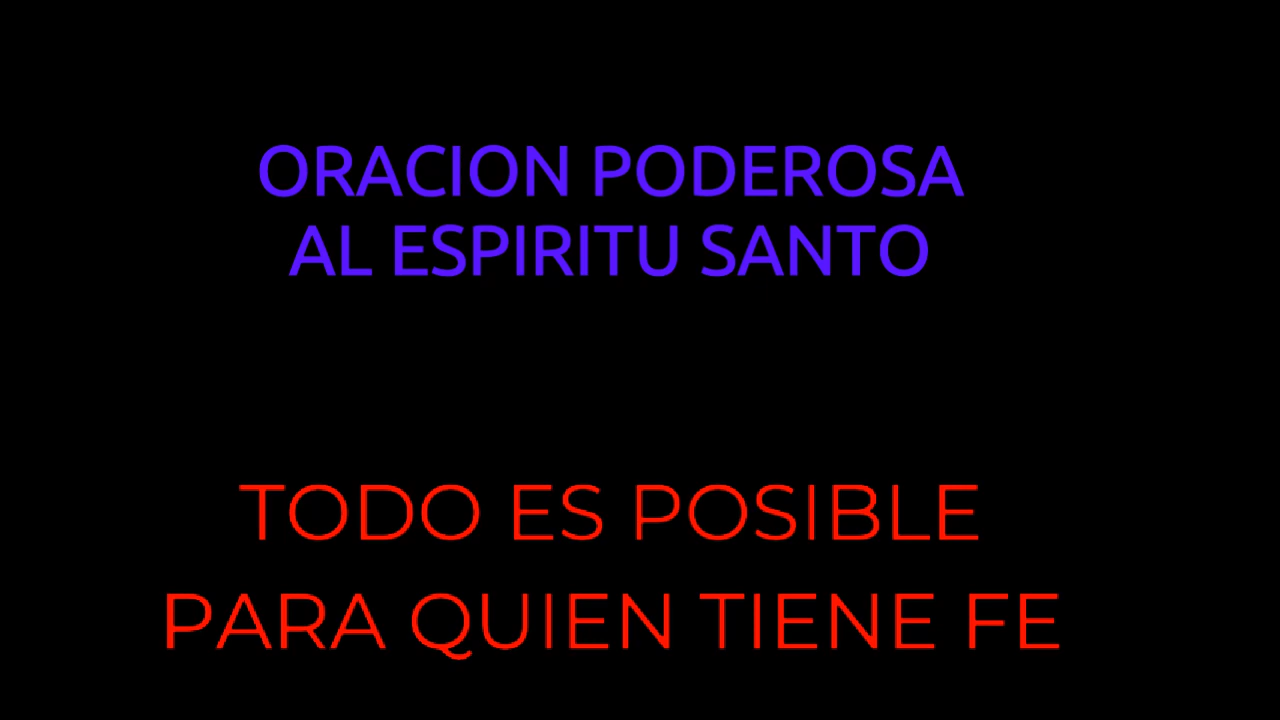 ORACION PODEROSA
AL ESPIRITU SANTO
TODO ES POSIBLE
PARA QUIEN TIENE FE